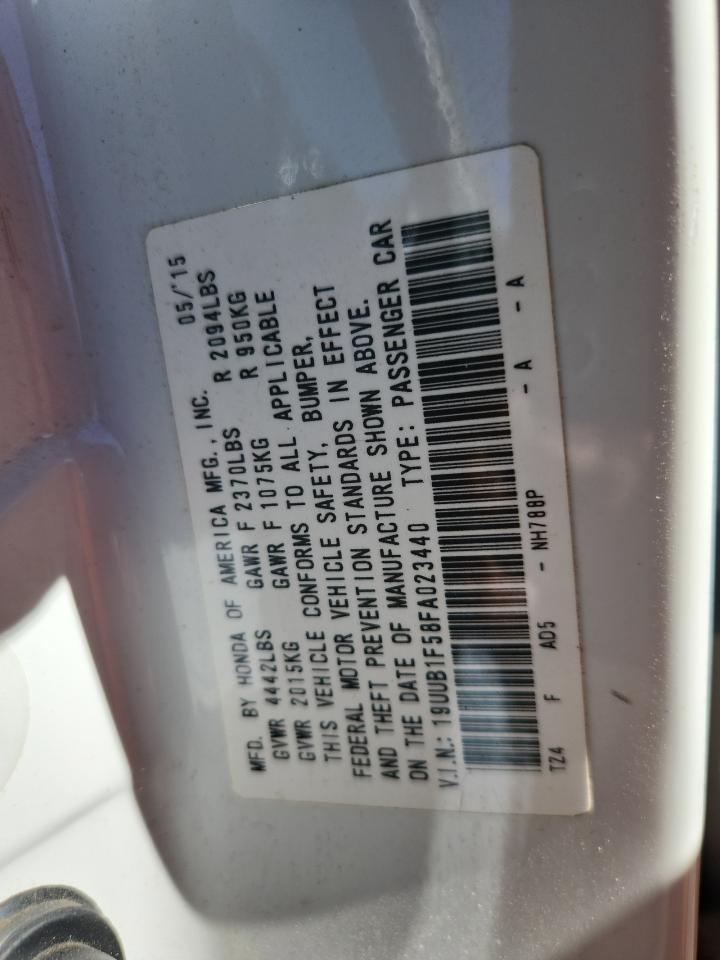 MFD. BY HONDA OF AMERICA MFG., INC. 05/'15
GVWR 4442LBS GAWR F 2370LBS R 2094LBS
GVWR 2015KG GAWR F 1075KG R 950KG
THIS VEHICLE CONFORMS TO ALL APPLICABLE
FEDERAL MOTOR VEHICLE SAFETY, BUMPER,
AND THEFT PREVENTION STANDARDS IN EFFECT
ON THE DATE OF MANUFACTURE SHOWN ABOVE.
V.I.N.: 19UUB1F58FA023440 TYPE: PASSENGER CAR
TZ4 F AD5 - NH788P - A - A